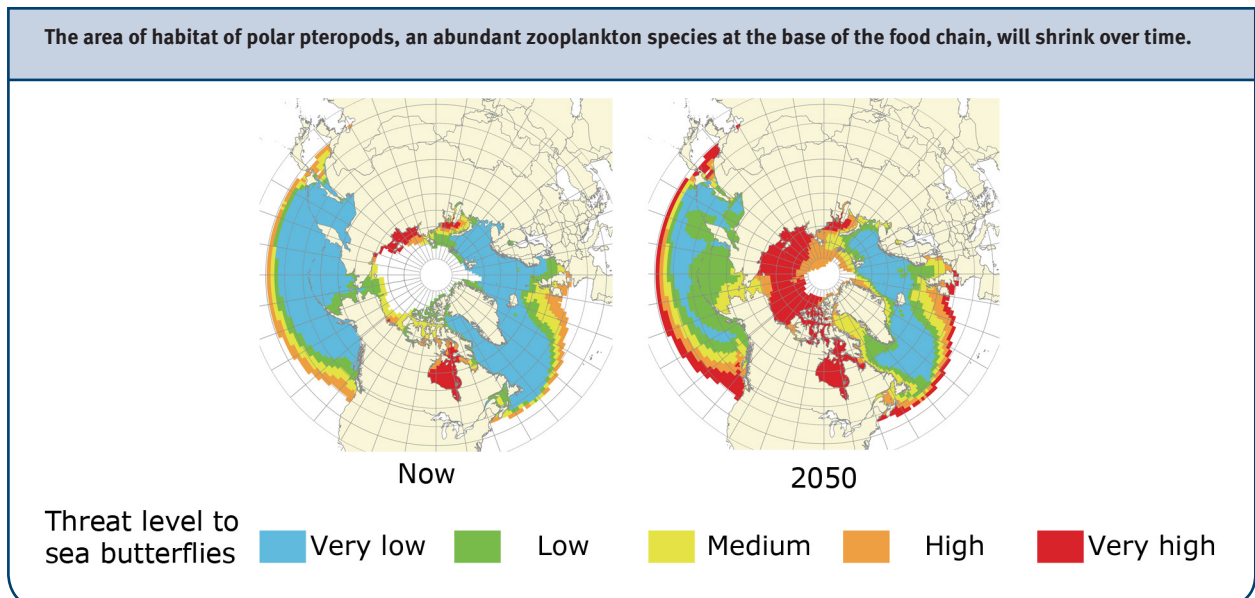 The area of habitat of polar pteropods, an abundant zooplankton species at the base of the food chain, will shrink over time.
Now
2050
Threat level to
sea butterflies
Very low
Low
Medium
High
Very high